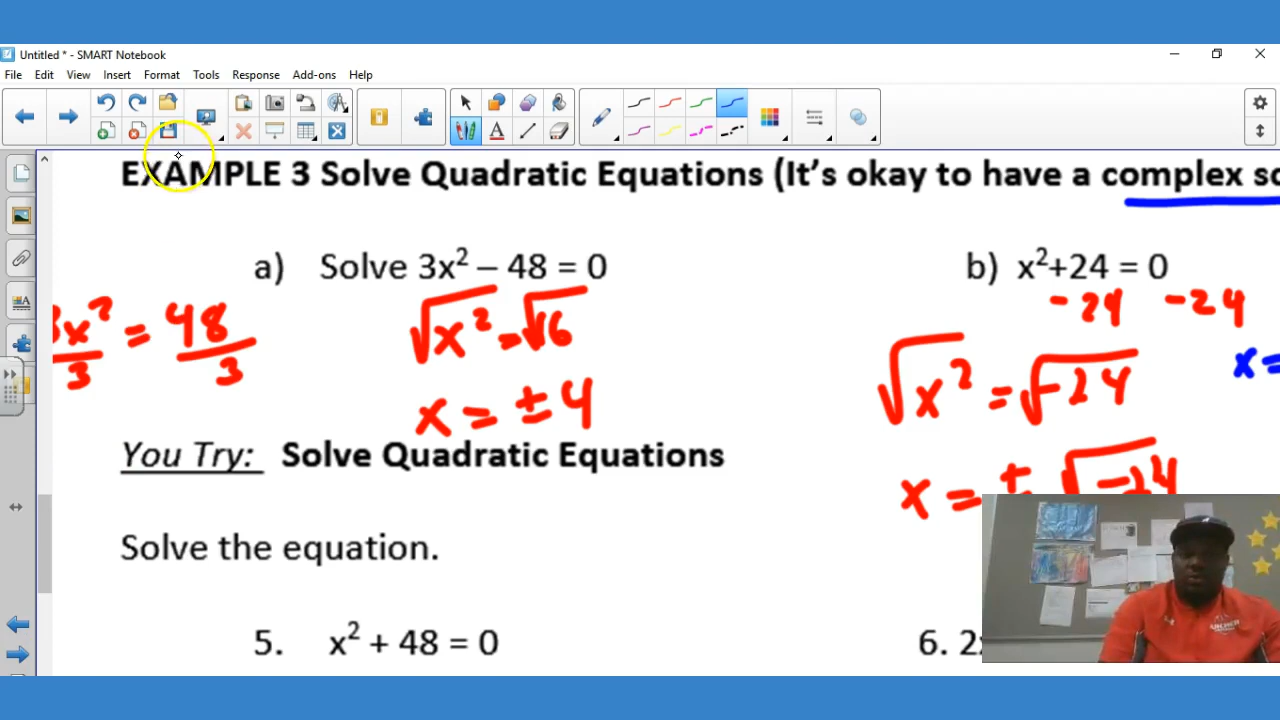 Untitled * - SMART Notebook
File Edit View Insert Format Tools Response Add-ons Help
EXAMPLE 3 Solve Quadratic Equations (It's okay to have a complex
a) Solve 3x² – 48 = 0
b) x²+24 = 0
-24 -24
3x² = 48
3 3
√x² = √16
x = ±4
√x² = √-24
x =
x = ± √-24
You Try: Solve Quadratic Equations
Solve the equation.
5. x² + 48 = 0
6. 2